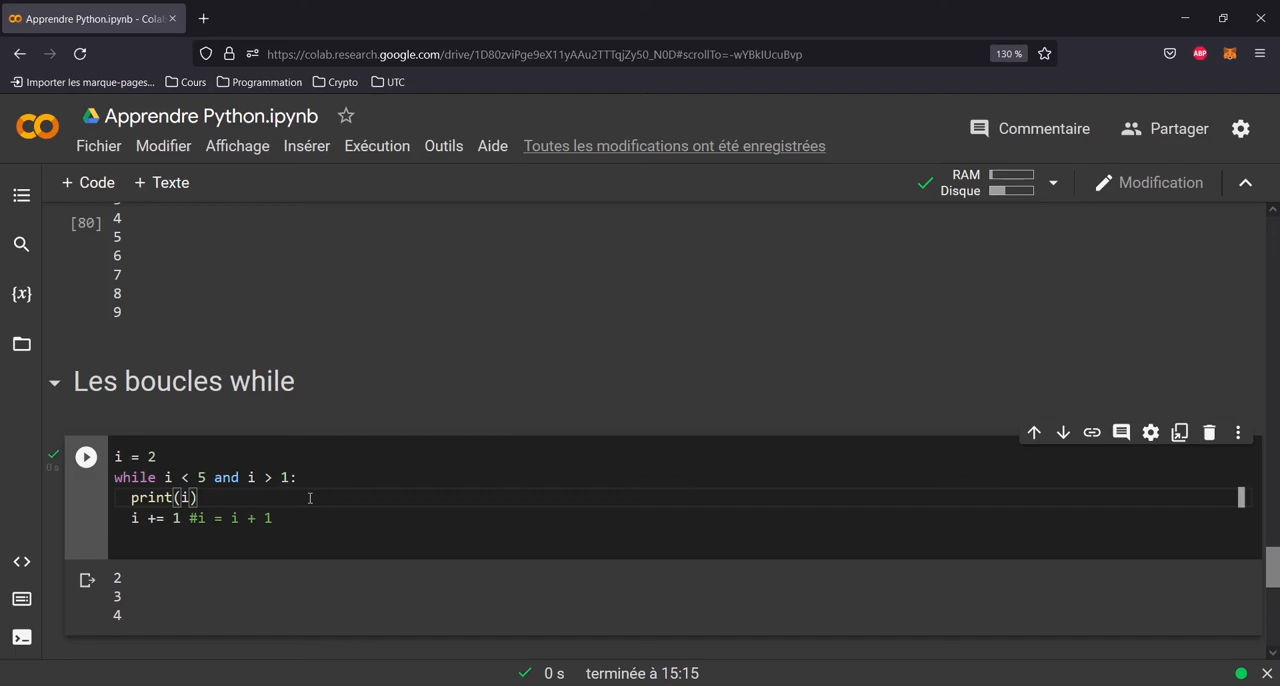 Apprendre Python.ipynb - Cola
https://colab.research.google.com/drive/1D80zviPge9eX11yAAu2TTTqjZy50_N0D#scrollTo=-wYBkIUcuBvp
130 %
ABP
Importer les marque-pages...
Cours
Programmation
Crypto
UTC
CO
Apprendre Python.ipynb
Commentaire
Partager
Fichier
Modifier
Affichage
Insérer
Exécution
Outils
Aide
Toutes les modifications ont été enregistrées
+ Code
+ Texte
RAM
Disque
Modification
[80]
4
5
6
7
8
9
{x}
Les boucles while
0 s
i = 2
while i < 5 and i > 1:
print(i)
i += 1 #i = i + 1
2
3
4
0 s
terminée à 15:15